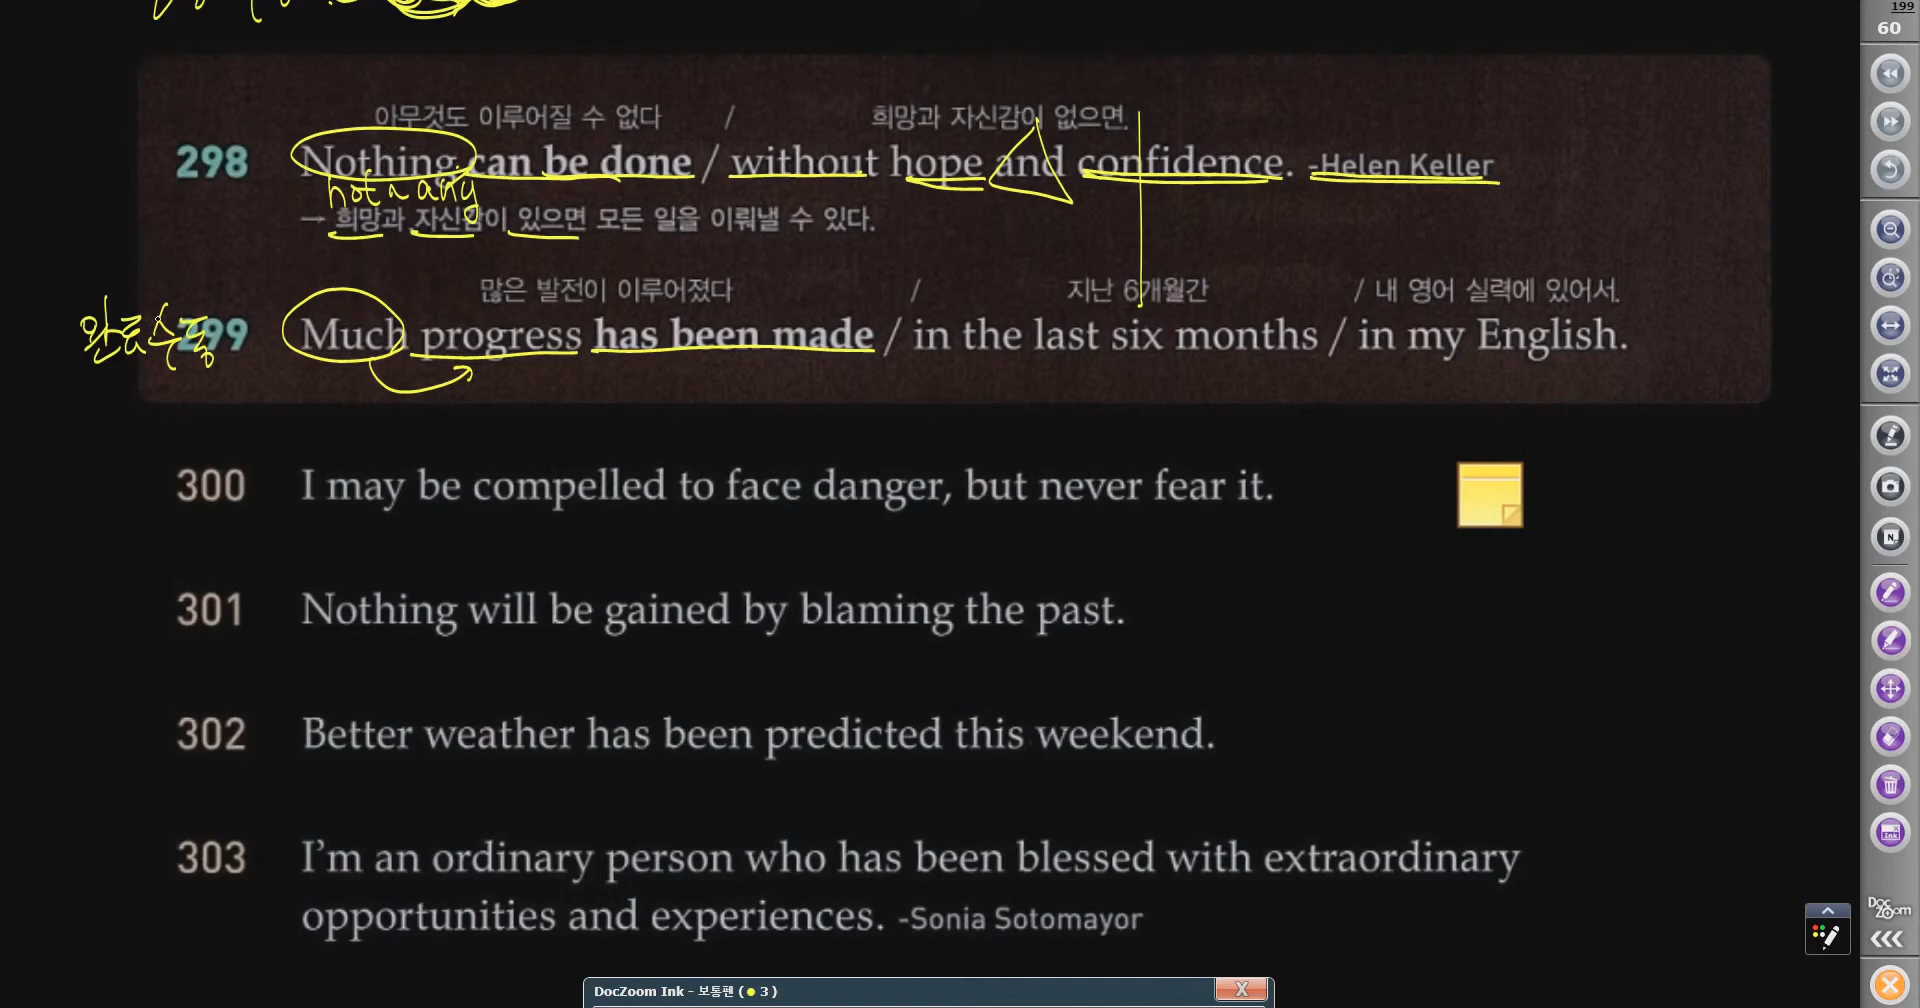 199
60
아무것도 이루어질 수 없다 / 희망과 자신감이 없으면.
298 Nothing can be done / without hope and confidence. -Helen Keller
not ~ any
→ 희망과 자신감이 있으면 모든 일을 이뤄낼 수 있다.
많은 발전이 이루어졌다 / 지난 6개월간 / 내 영어 실력에 있어서.
완료수동
299 Much progress has been made / in the last six months / in my English.
300 I may be compelled to face danger, but never fear it.
301 Nothing will be gained by blaming the past.
302 Better weather has been predicted this weekend.
303 I'm an ordinary person who has been blessed with extraordinary
opportunities and experiences. -Sonia Sotomayor
Doc
Zoom
DocZoom Ink - 보통펜 ( 3 )